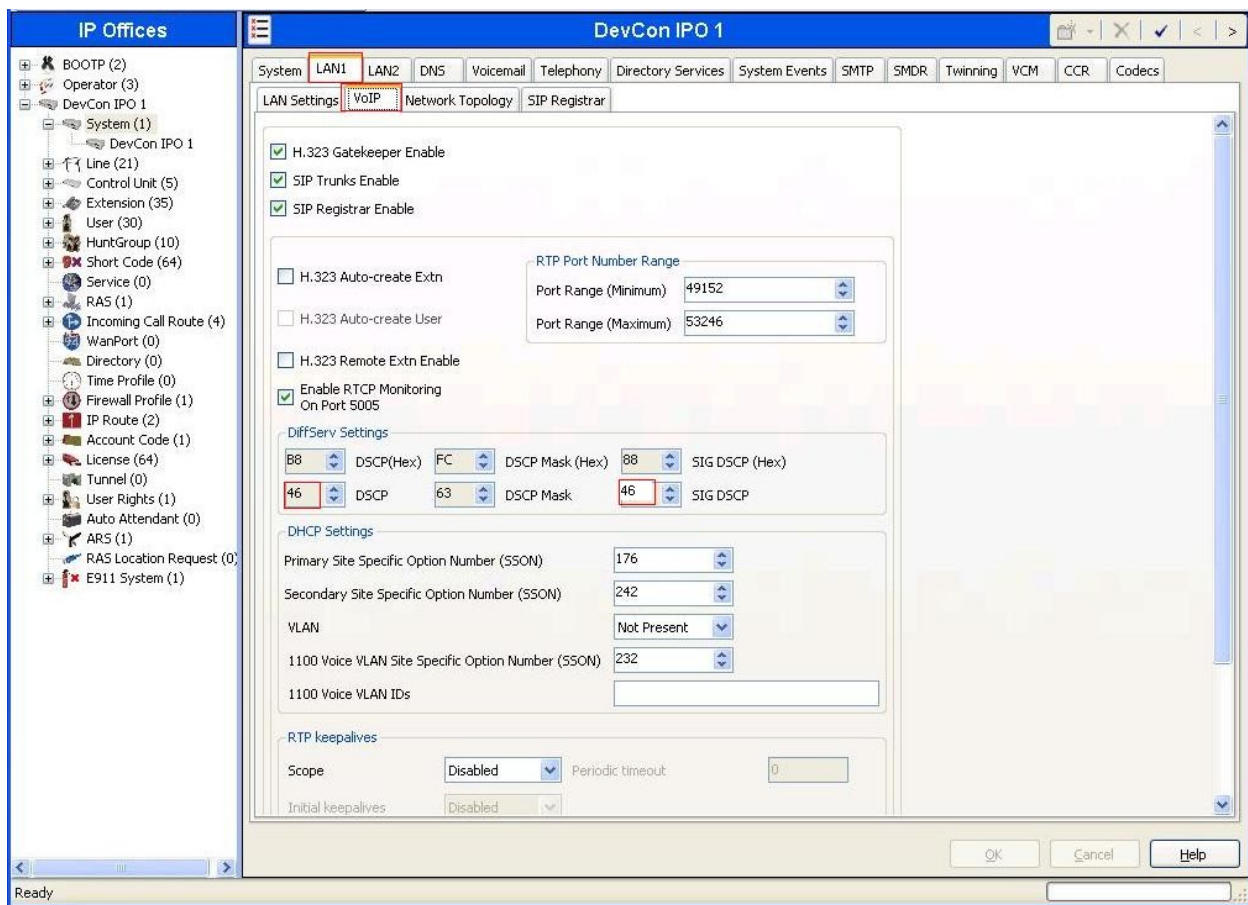 IP Offices
DevCon IPO 1
BOOTP (2)
Operator (3)
DevCon IPO 1
System (1)
DevCon IPO 1
Line (21)
Control Unit (5)
Extension (35)
User (30)
HuntGroup (10)
Short Code (64)
Service (0)
RAS (1)
Incoming Call Route (4)
WanPort (0)
Directory (0)
Time Profile (0)
Firewall Profile (1)
IP Route (2)
Account Code (1)
License (64)
Tunnel (0)
User Rights (1)
Auto Attendant (0)
ARS (1)
RAS Location Request (0)
E911 System (1)
System LAN1 LAN2 DNS Voicemail Telephony Directory Services System Events SMTP SMDR Twinning VCM CCR Codecs
LAN Settings VoIP Network Topology SIP Registrar
H.323 Gatekeeper Enable
SIP Trunks Enable
SIP Registrar Enable
H.323 Auto-create Extn
H.323 Auto-create User
RTP Port Number Range
Port Range (Minimum) 49152
Port Range (Maximum) 53246
H.323 Remote Extn Enable
Enable RTCP Monitoring
On Port 5005
DiffServ Settings
B8 DSCP(Hex) FC DSCP Mask (Hex) 88 SIG DSCP (Hex)
46 DSCP 63 DSCP Mask 46 SIG DSCP
DHCP Settings
Primary Site Specific Option Number (SSON) 176
Secondary Site Specific Option Number (SSON) 242
VLAN Not Present
1100 Voice VLAN Site Specific Option Number (SSON) 232
1100 Voice VLAN IDs
RTP keepalives
Scope Disabled Periodic timeout 0
Initial keepalives Disabled
OK Cancel Help
Ready